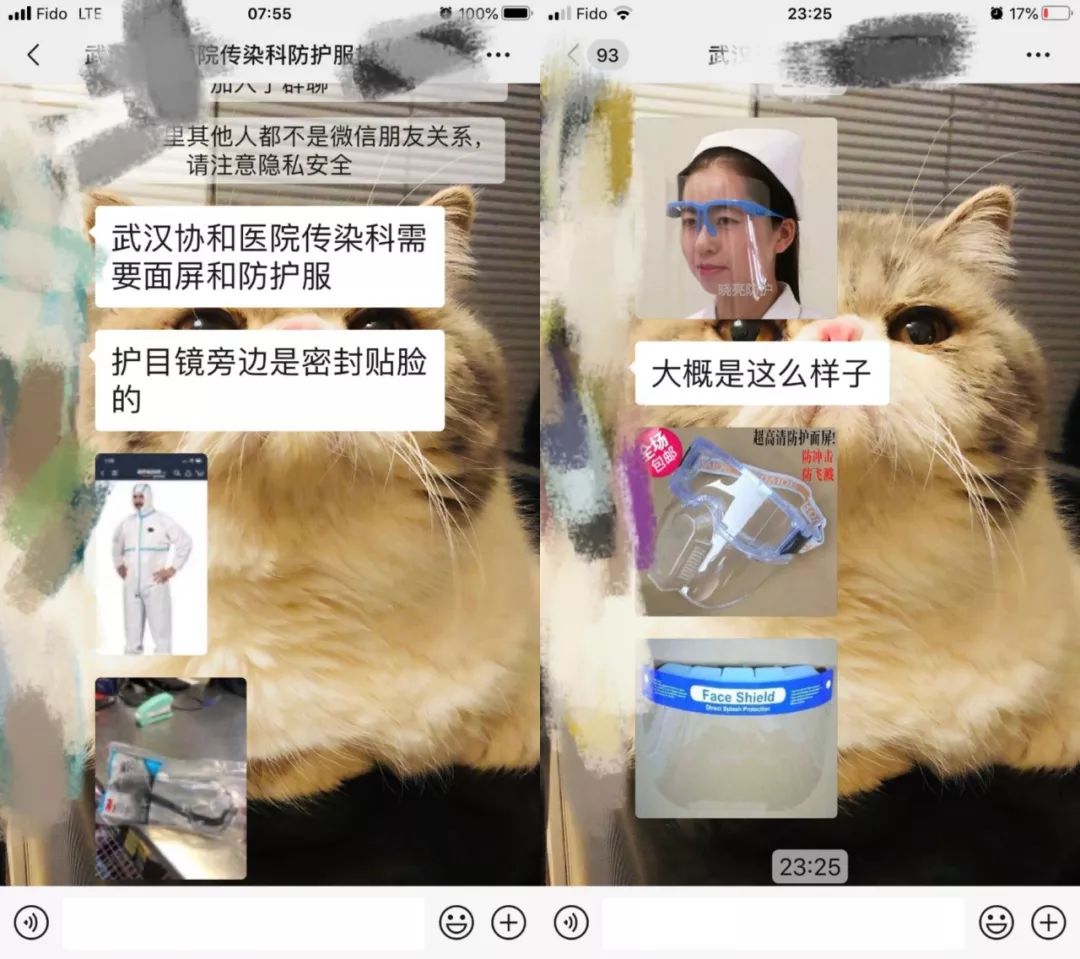 Fido LTE
07:55
100%
武
医院传染科防护服
加入了群聊
里其他人都不是微信朋友关系，
请注意隐私安全
武汉协和医院传染科需
要面屏和防护服
护目镜旁边是密封贴脸
的
Fido
23:25
17%
93
武汉
晓亮防护
大概是这么样子
全场
包邮
超高清防护面屏!
防冲击
防飞溅
Face Shield
Direct Splash Protection
23:25